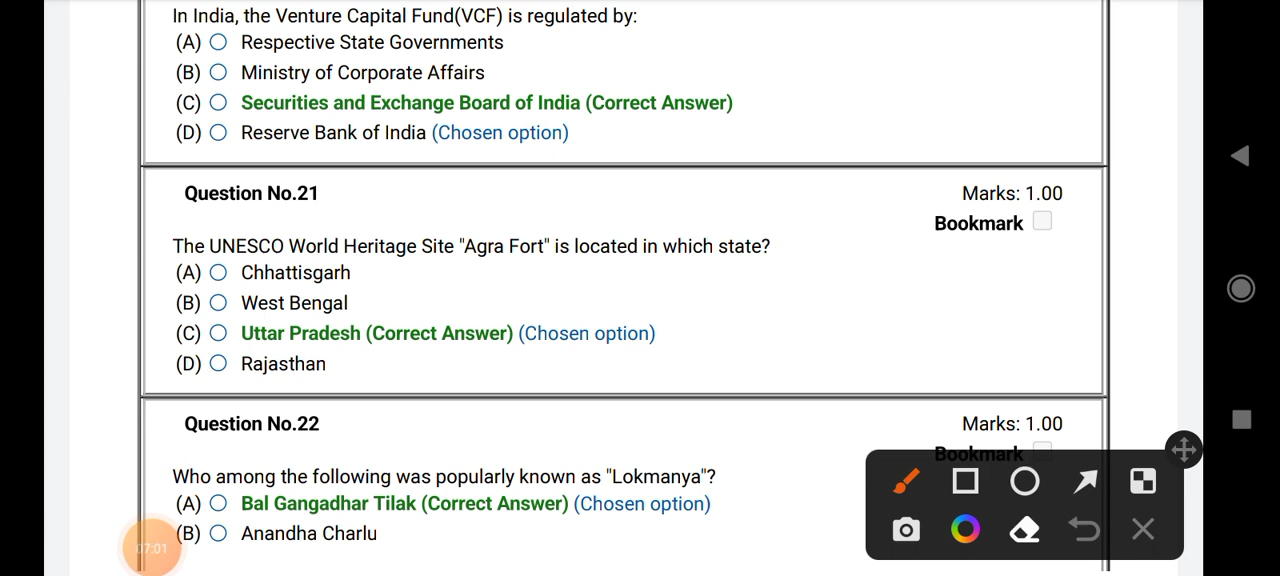 In India, the Venture Capital Fund(VCF) is regulated by:
(A) Respective State Governments
(B) Ministry of Corporate Affairs
(C) Securities and Exchange Board of India (Correct Answer)
(D) Reserve Bank of India (Chosen option)
Question No.21 Marks: 1.00
Bookmark
The UNESCO World Heritage Site "Agra Fort" is located in which state?
(A) Chhattisgarh
(B) West Bengal
(C) Uttar Pradesh (Correct Answer) (Chosen option)
(D) Rajasthan
Question No.22 Marks: 1.00
Bookmark
Who among the following was popularly known as "Lokmanya"?
(A) Bal Gangadhar Tilak (Correct Answer) (Chosen option)
(B) Anandha Charlu
07:01